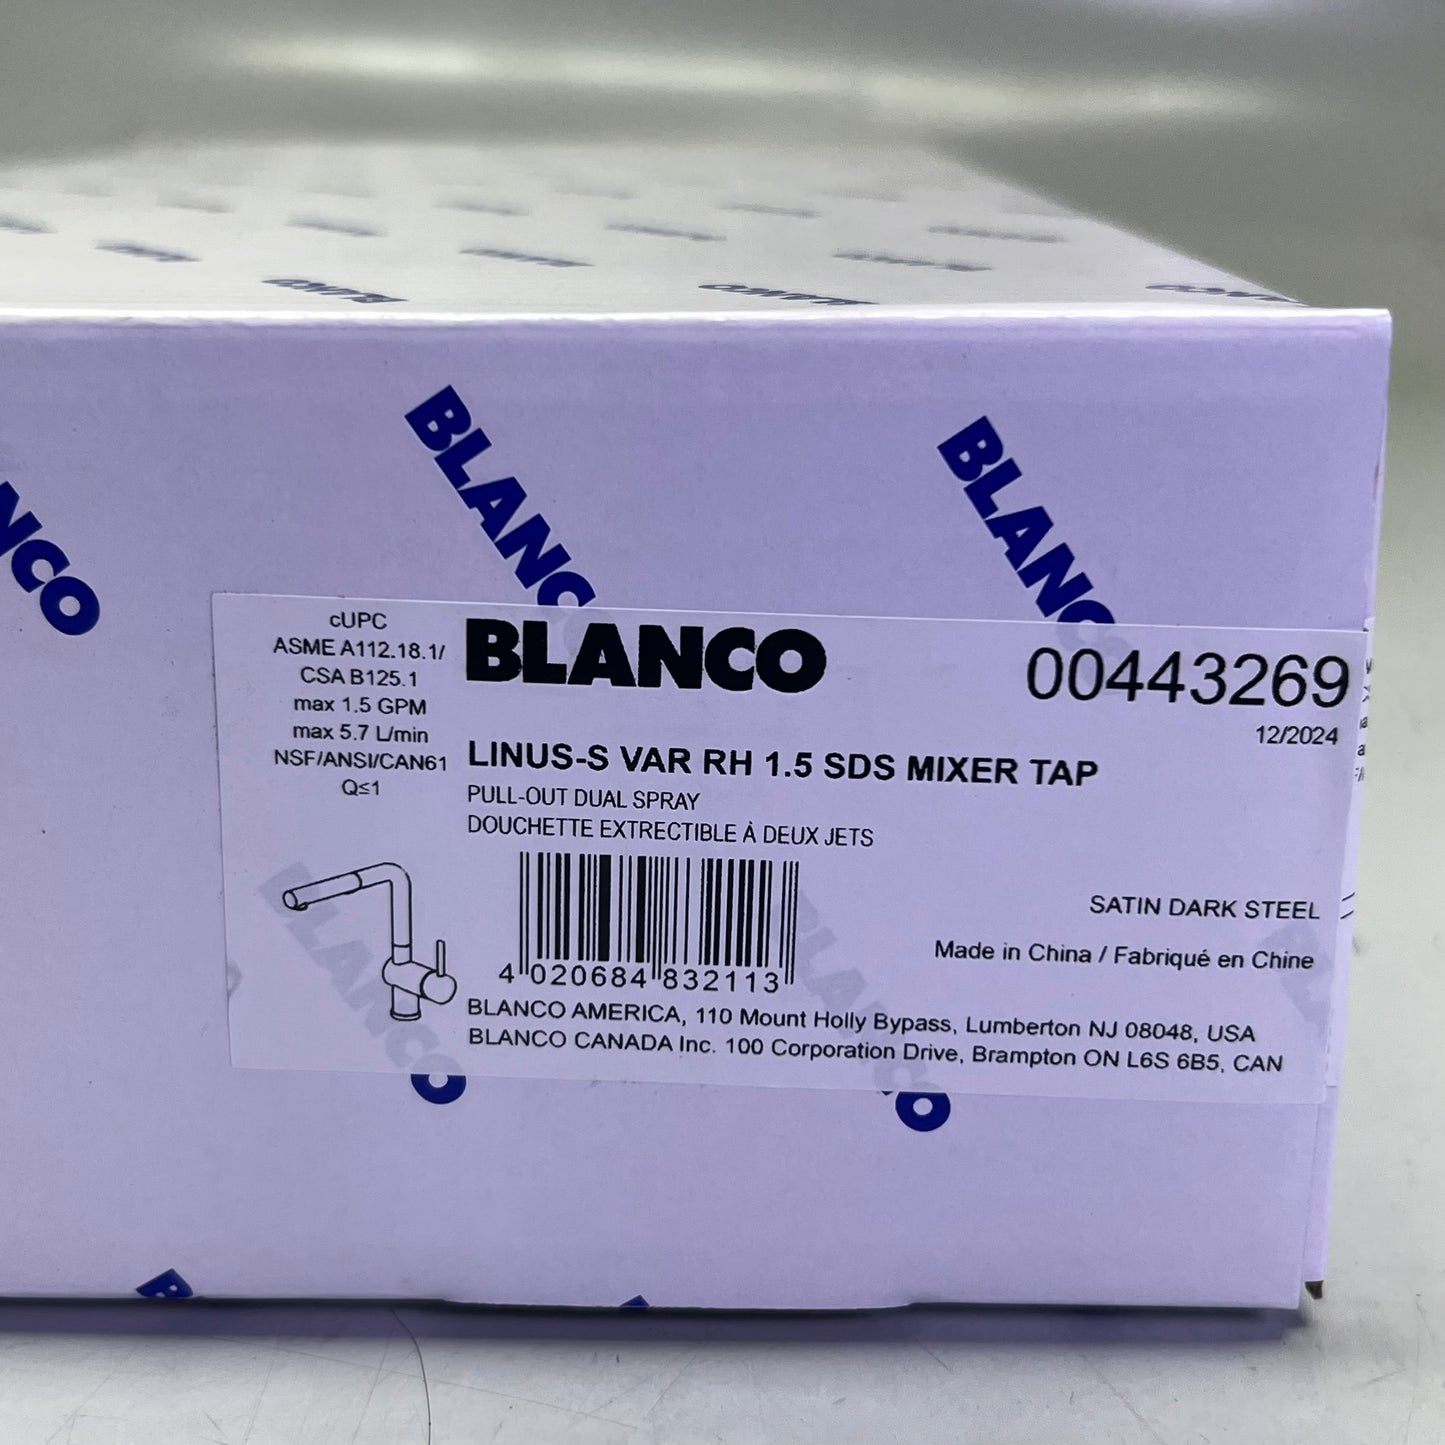 BLANCO
BLANCO
BLANCO
BLANCO
BLANCO
NCO
cUPC
ASME A112.18.1/
CSA B125.1
max 1.5 GPM
max 5.7 L/min
NSF/ANSI/CAN61
Q≤1
BLANCO
00443269
12/2024
LINUS-S VAR RH 1.5 SDS MIXER TAP
PULL-OUT DUAL SPRAY
DOUCHETTE EXTRECTIBLE À DEUX JETS
4 020684 832113
SATIN DARK STEEL
Made in China / Fabriqué en Chine
BLANCO AMERICA, 110 Mount Holly Bypass, Lumberton NJ 08048, USA
BLANCO CANADA Inc. 100 Corporation Drive, Brampton ON L6S 6B5, CAN